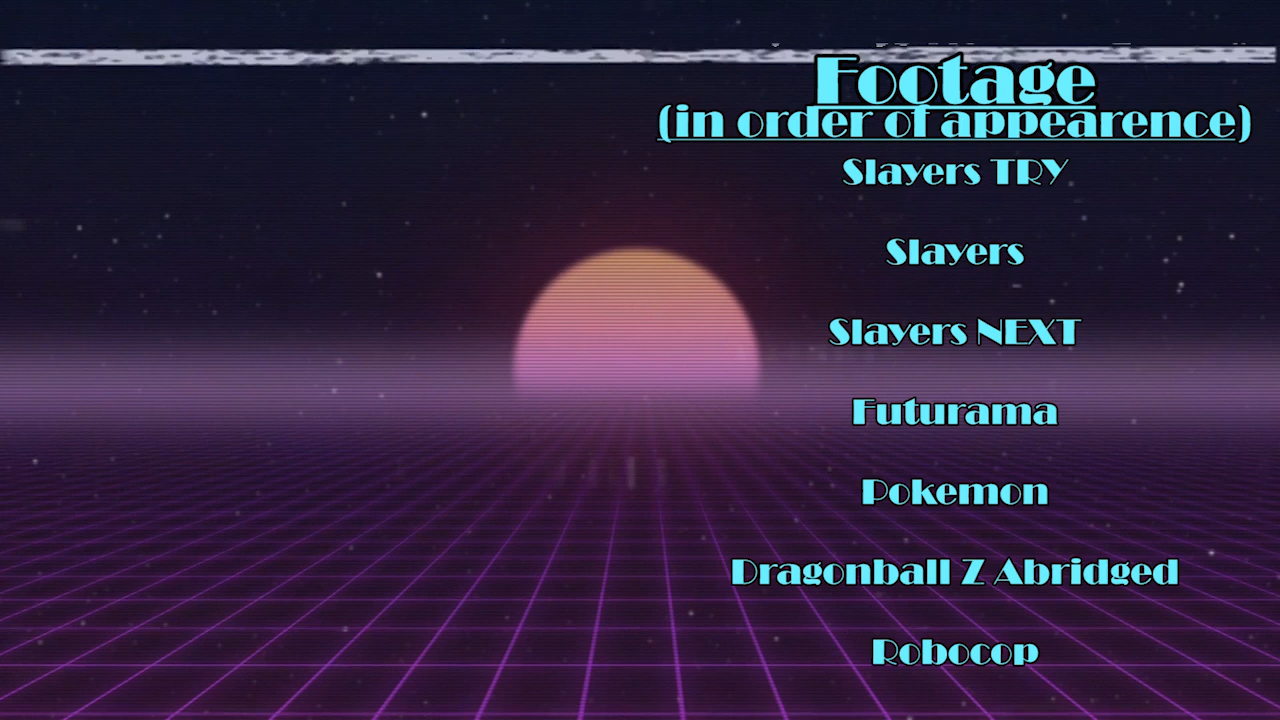 Footage
(in order of appearence)
Slayers TRY
Slayers
Slayers NEXT
Futurama
Pokemon
Dragonball Z Abridged
Robocop